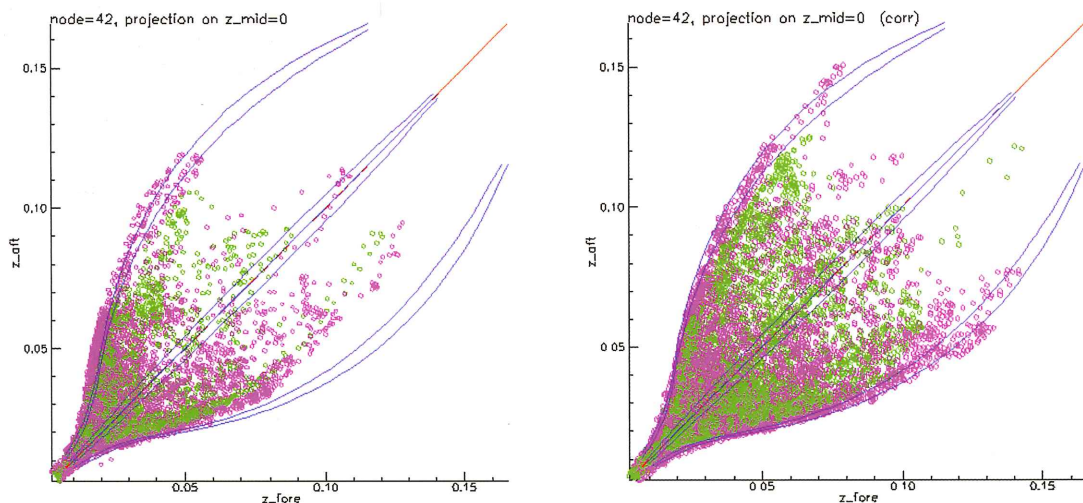 node=42, projection on z_mid=0
0.15
0.10
z_aft
0.05
0.05
0.10
0.15
z_fore
node=42, projection on z_mid=0 (corr)
0.15
0.10
z_aft
0.05
0 05
0.10
0.15
z_fore